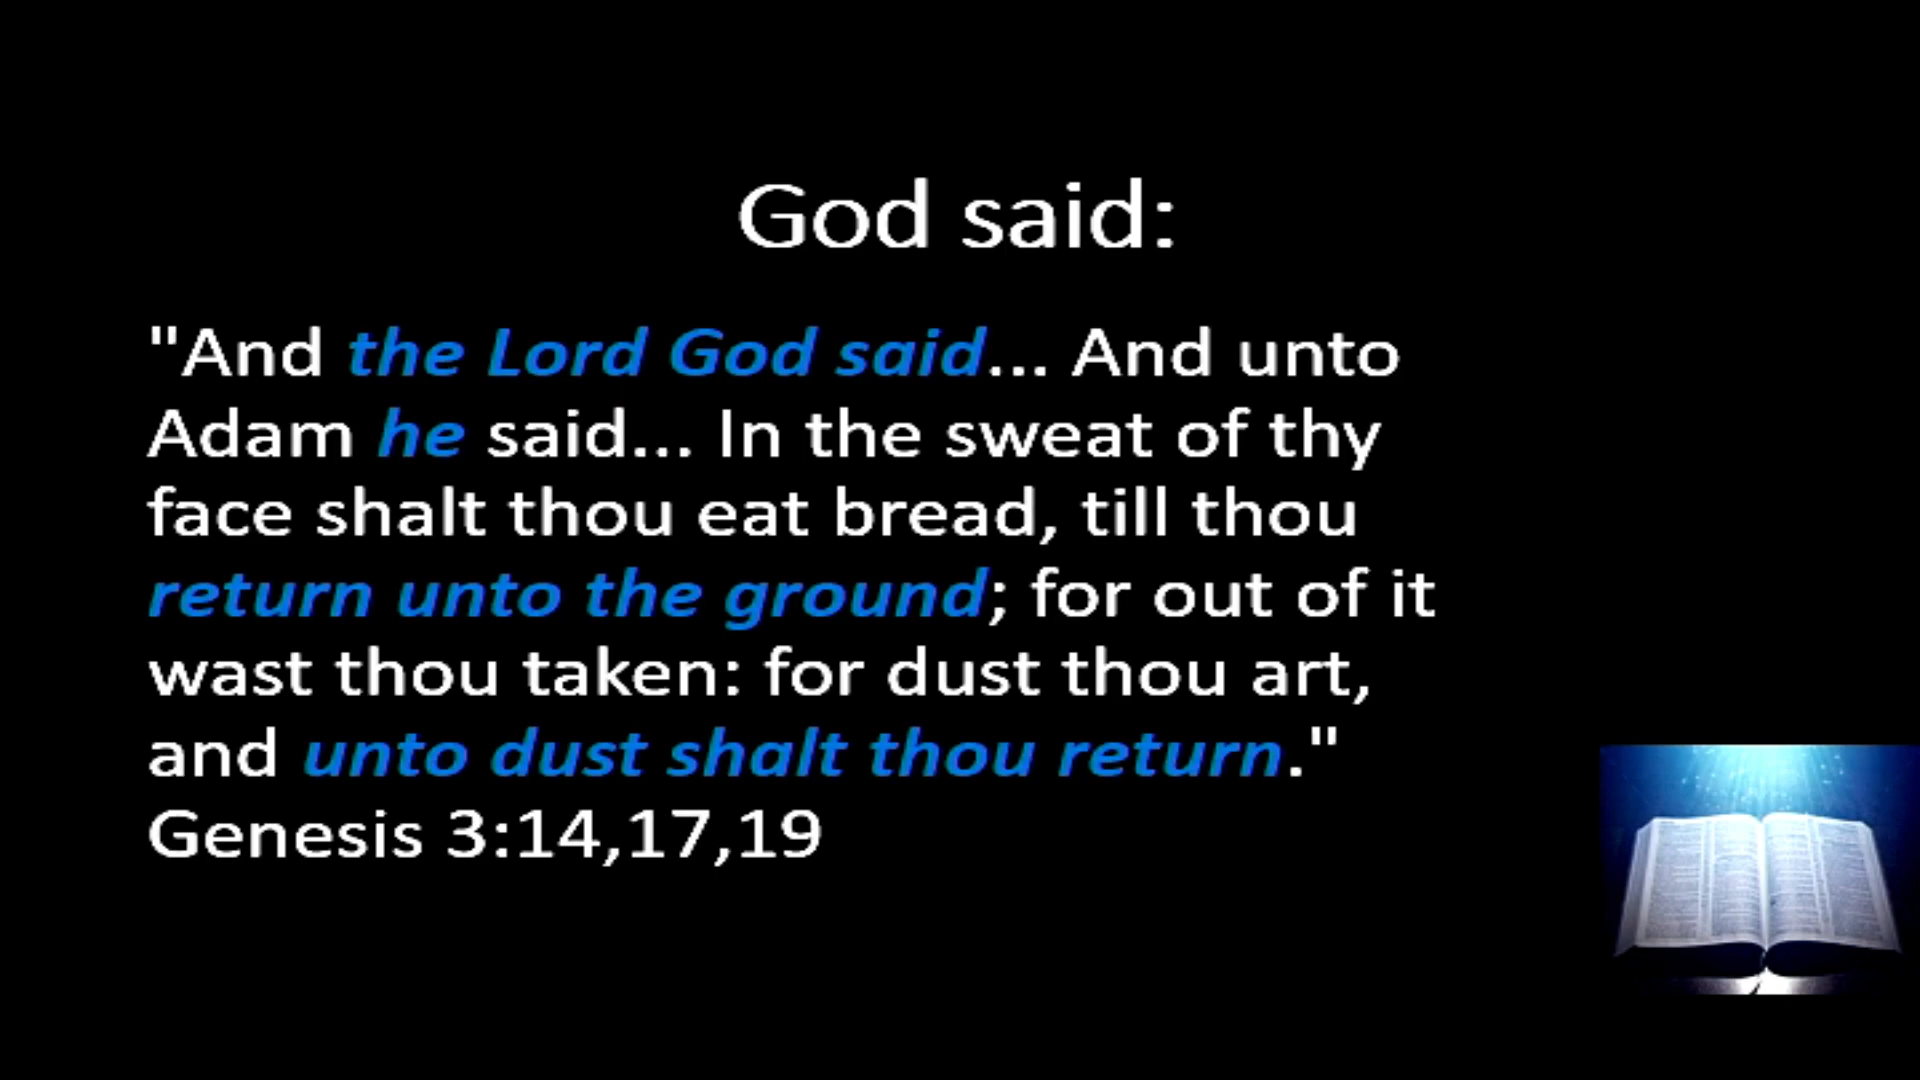 God said:
"And the Lord God said... And unto
Adam he said... In the sweat of thy
face shalt thou eat bread, till thou
return unto the ground; for out of it
wast thou taken: for dust thou art,
and unto dust shalt thou return."
Genesis 3:14,17,19